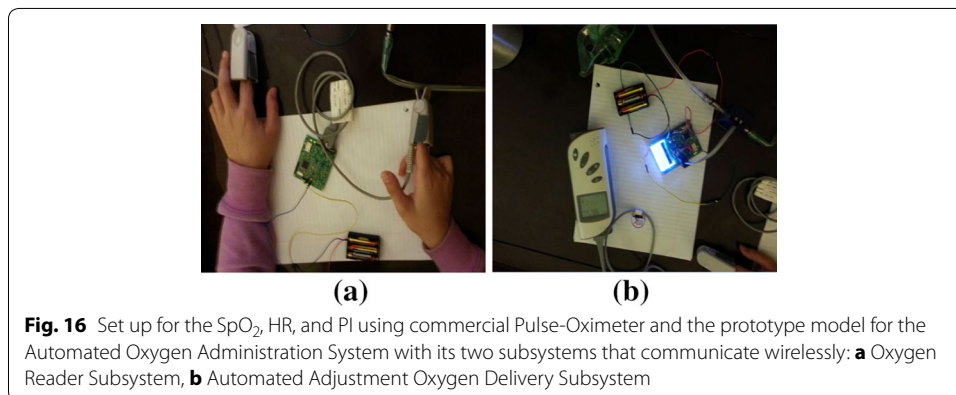 (a)
(b)
Fig. 16 Set up for the SpO₂, HR, and PI using commercial Pulse-Oximeter and the prototype model for the
Automated Oxygen Administration System with its two subsystems that communicate wirelessly: a Oxygen
Reader Subsystem, b Automated Adjustment Oxygen Delivery Subsystem